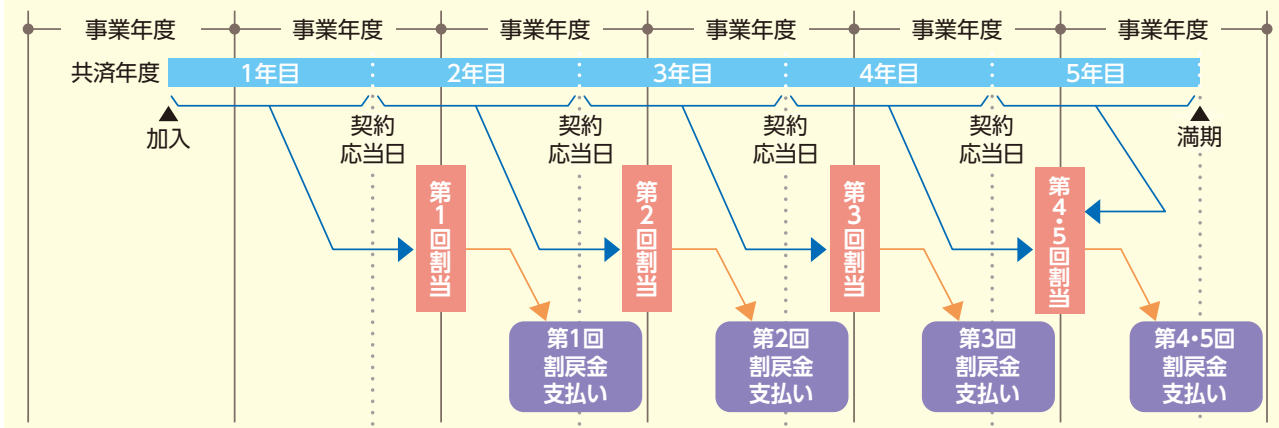 事業年度 事業年度 事業年度 事業年度 事業年度 事業年度
共済年度 1年目 2年目 3年目 4年目 5年目
加入
契約
応当日
契約
応当日
契約
応当日
契約
応当日
満期
第1回割当
第2回割当
第3回割当
第4・5回割当
第1回
割戻金
支払い
第2回
割戻金
支払い
第3回
割戻金
支払い
第4・5回
割戻金
支払い